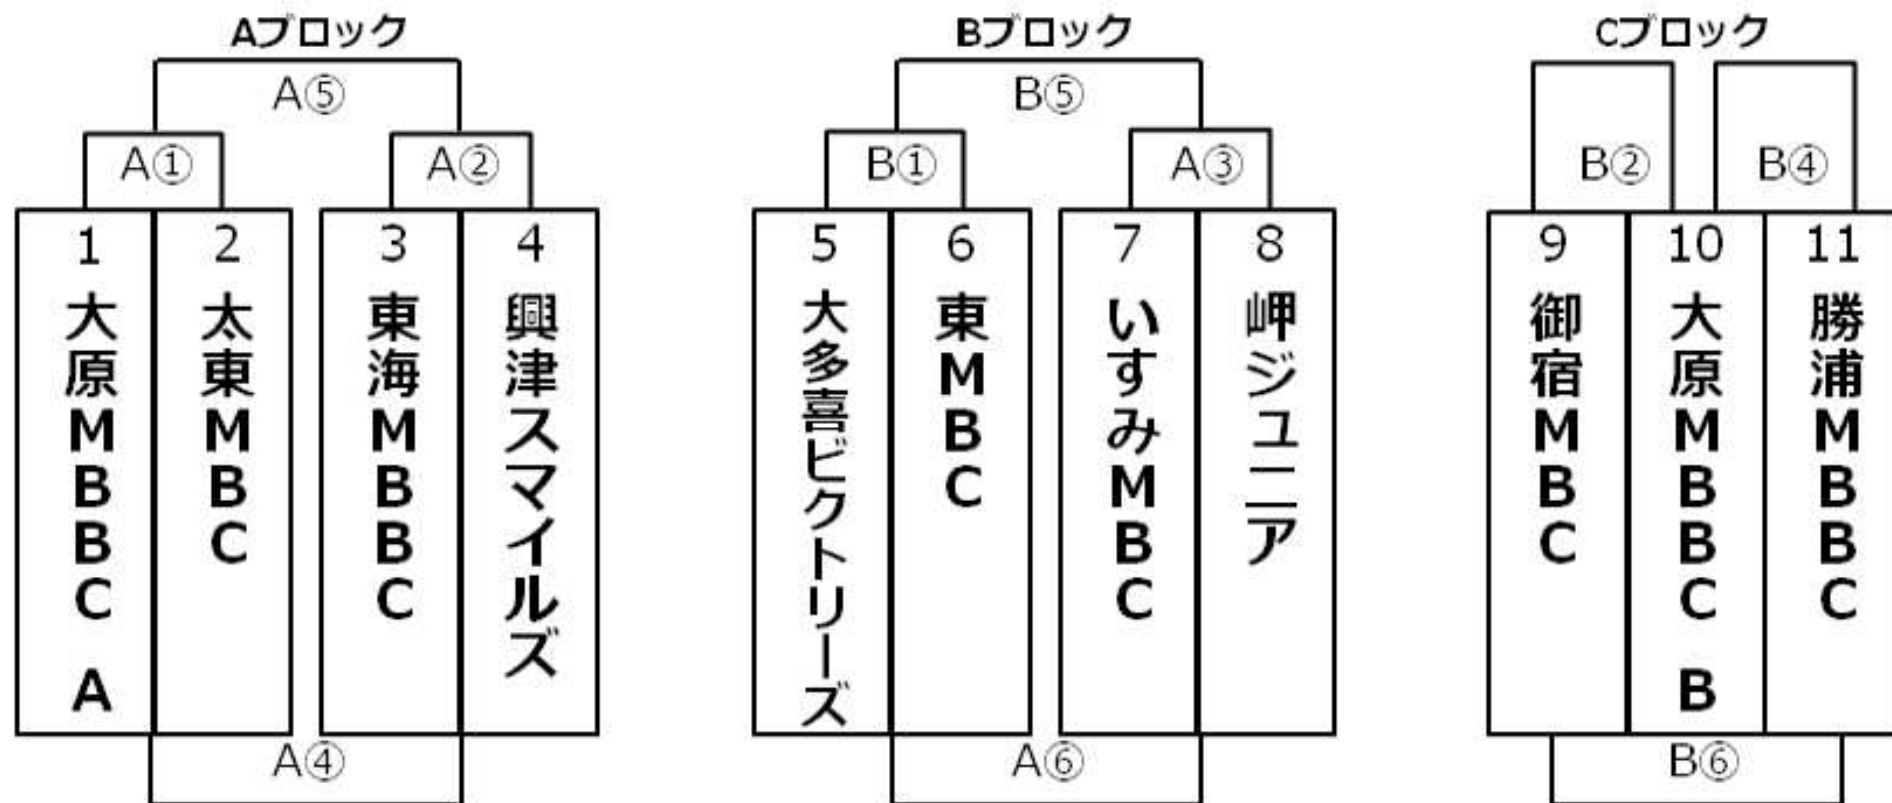 Aブロック
A⑤
A①
A②
1 大原MBBC A
2 太東MBC
3 東海MBBC
4 興津スマイルズ
A④
Bブロック
B⑤
B①
A③
5 大多喜ビクトリーズ
6 東MBC
7 いすみMBC
8 岬ジュニア
A⑥
Cブロック
B②
B④
9 御宿MBC
10 大原MBBC B
11 勝浦MBBC
B⑥